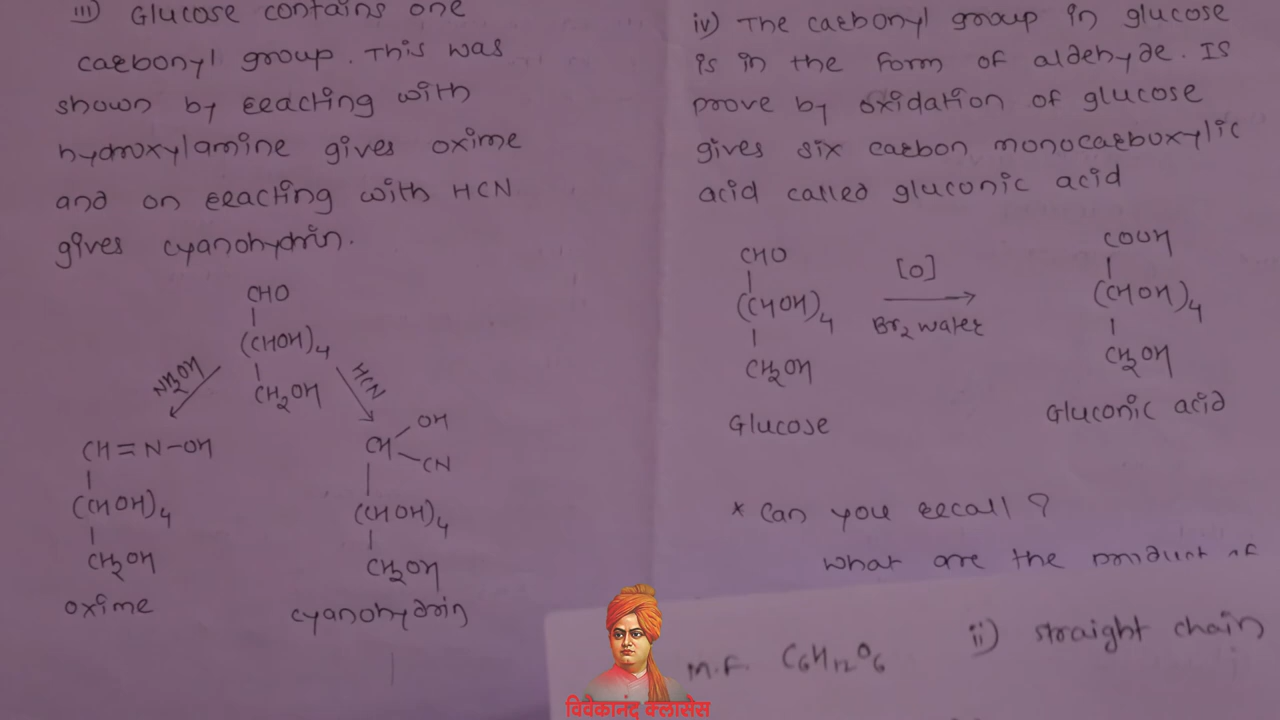 iii) Glucose contains one
carbonyl group. This was
shown by reacting with
hydroxylamine gives oxime
and on reacting with HCN
gives cyanohydrin.
CHO
(CHOH)4
CH2OH
NH2OH
HCN
CH=N-OH
(CHOH)4
CH2OH
oxime
OH
CH
CN
(CHOH)4
CH2OH
cyanohydrin
iv) The carbonyl group in glucose
is in the form of aldehyde. Is
prove by oxidation of glucose
gives six carbon monocarboxylic
acid called gluconic acid
CHO
(CHOH)4
CH2OH
Glucose
[O]
Br2 water
COOH
(CHOH)4
CH2OH
Gluconic acid
* Can you recall?
What are the product of
M.F. C6H12O6
ii) straight chain
विवेकानंद क्लासेस